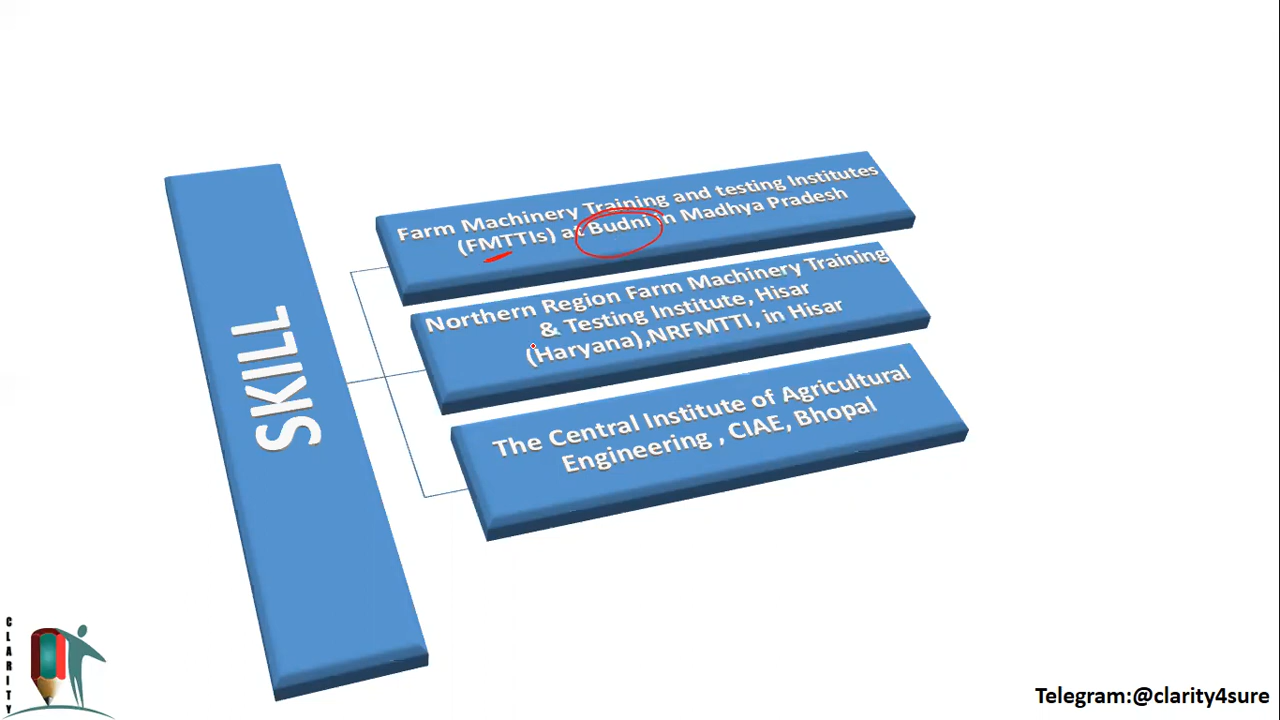 SKILL
Farm Machinery Training and testing Institutes
(FMTTIs) at Budni in Madhya Pradesh
Northern Region Farm Machinery Training
& Testing Institute, Hisar
(Haryana),NRFMTTI, in Hisar
The Central Institute of Agricultural
Engineering , CIAE, Bhopal
CLARITY
Telegram:@clarity4sure